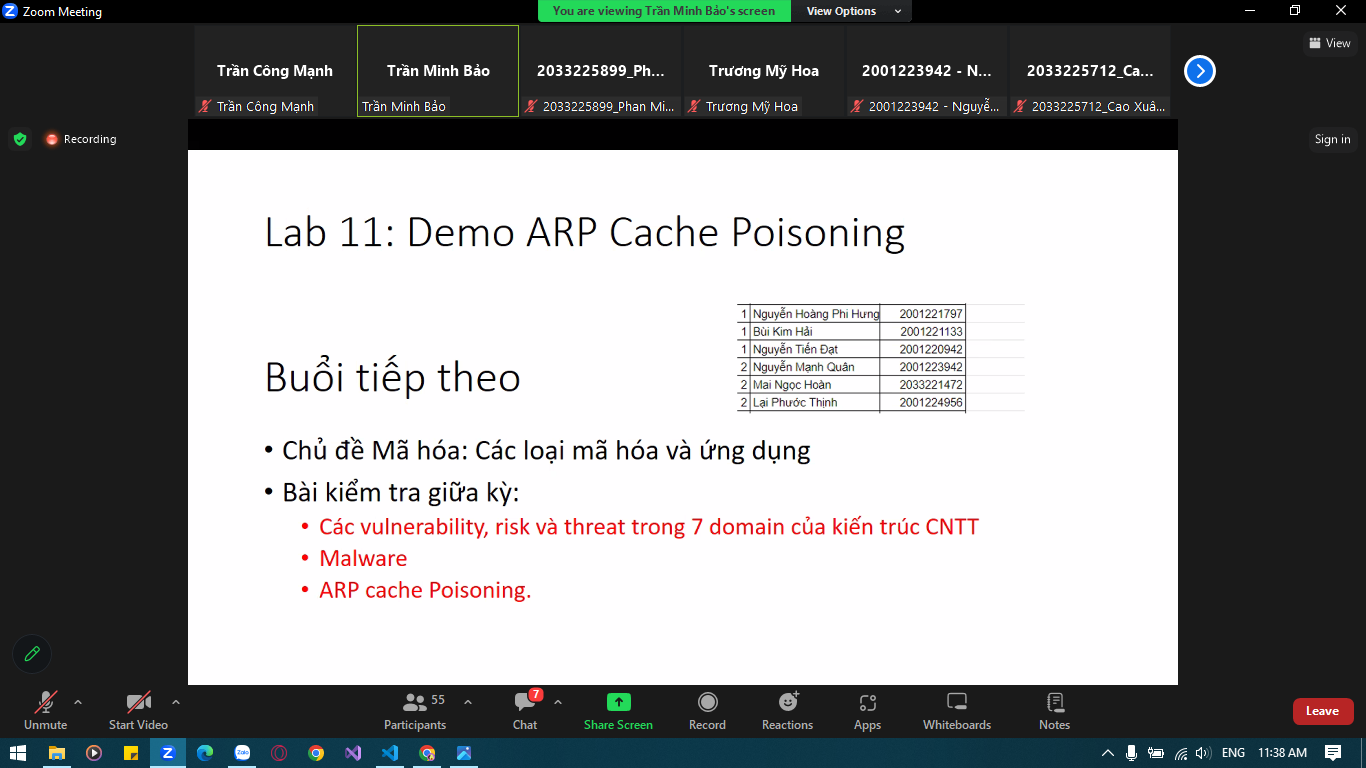 Zoom Meeting
You are viewing Trần Minh Bảo's screen
View Options
Trần Công Mạnh
Trần Minh Bảo
2033225899_Ph...
Trương Mỹ Hoa
2001223942 - N...
2033225712_Ca...
View
Trần Công Mạnh
Trần Minh Bảo
2033225899_Phan Mi...
Trương Mỹ Hoa
2001223942 - Nguyễ...
2033225712_Cao Xuâ...
Recording
Sign in
Lab 11: Demo ARP Cache Poisoning
1 Nguyễn Hoàng Phi Hưng 2001221797
1 Bùi Kim Hải 2001221133
1 Nguyễn Tiến Đạt 2001220942
2 Nguyễn Mạnh Quân 2001223942
2 Mai Ngọc Hoàn 2033221472
2 Lại Phước Thịnh 2001224956
Buổi tiếp theo
• Chủ đề Mã hóa: Các loại mã hóa và ứng dụng
• Bài kiểm tra giữa kỳ:
• Các vulnerability, risk và threat trong 7 domain của kiến trúc CNTT
• Malware
• ARP cache Poisoning.
Unmute
Start Video
55
Participants
7
Chat
Share Screen
Record
Reactions
Apps
Whiteboards
Notes
Leave
Zalo
ENG
11:38 AM